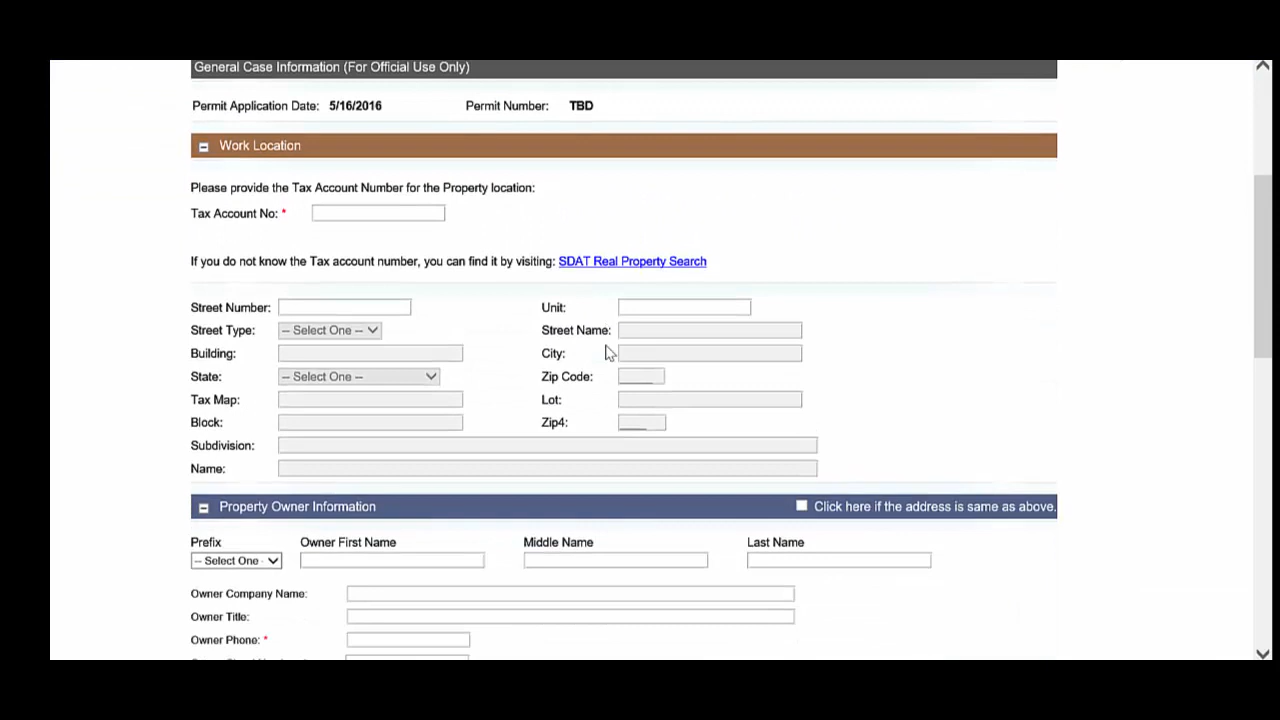 General Case Information (For Official Use Only)
Permit Application Date: 5/16/2016 Permit Number: TBD
Work Location
Please provide the Tax Account Number for the Property location:
Tax Account No: *
If you do not know the Tax account number, you can find it by visiting: SDAT Real Property Search
Street Number: Unit:
Street Type: -- Select One -- Street Name:
Building: City:
State: -- Select One -- Zip Code:
Tax Map: Lot:
Block: Zip4:
Subdivision:
Name:
Property Owner Information Click here if the address is same as above.
Prefix Owner First Name Middle Name Last Name
-- Select One
Owner Company Name:
Owner Title:
Owner Phone: *